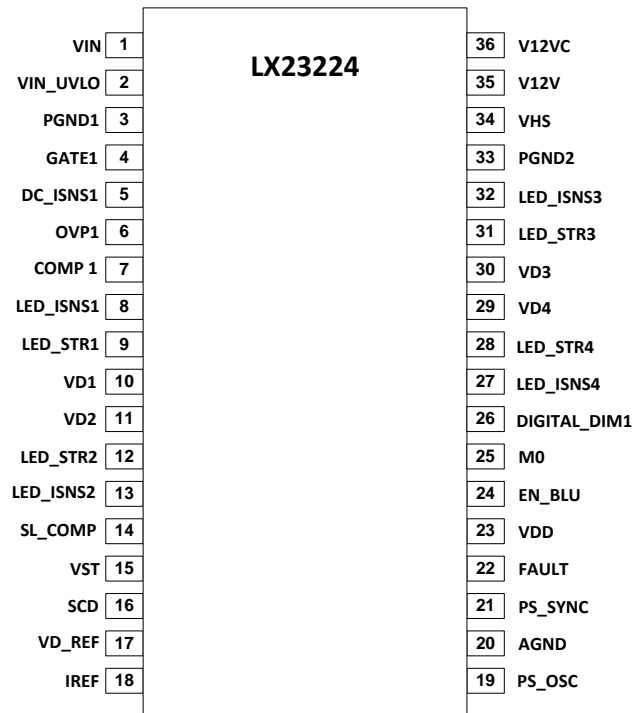 LX23224
VIN 1 36 V12VC
VIN_UVLO 2 35 V12V
PGND1 3 34 VHS
GATE1 4 33 PGND2
DC_ISNS1 5 32 LED_ISNS3
OVP1 6 31 LED_STR3
COMP 1 7 30 VD3
LED_ISNS1 8 29 VD4
LED_STR1 9 28 LED_STR4
VD1 10 27 LED_ISNS4
VD2 11 26 DIGITAL_DIM1
LED_STR2 12 25 M0
LED_ISNS2 13 24 EN_BLU
SL_COMP 14 23 VDD
VST 15 22 FAULT
SCD 16 21 PS_SYNC
VD_REF 17 20 AGND
IREF 18 19 PS_OSC